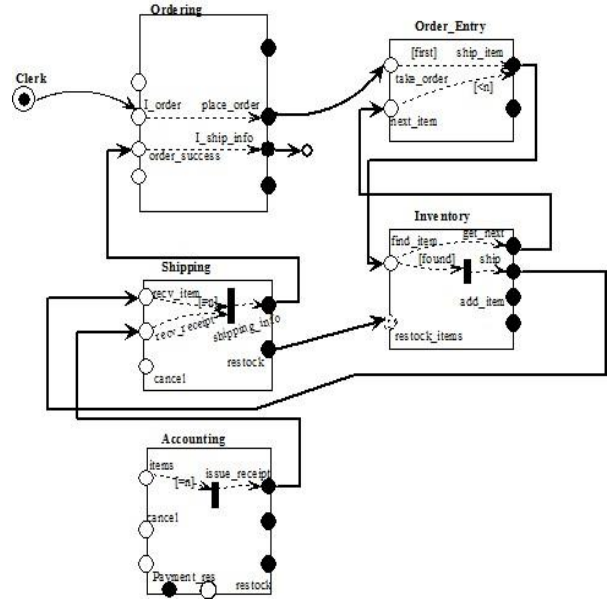 Ordering
Order_Entry
Clerk
[first] ship_item
take_order
[<n]
next_item
I_order place_order
I_ship_info
order_success
Inventory
get_next
find_item
[found] ship
add_item
restock_items
Shipping
recv_item
[=n]
recv_receipt
shipping_info
restock
cancel
Accounting
items
[=n] issue_receipt
cancel
Payment_res restock